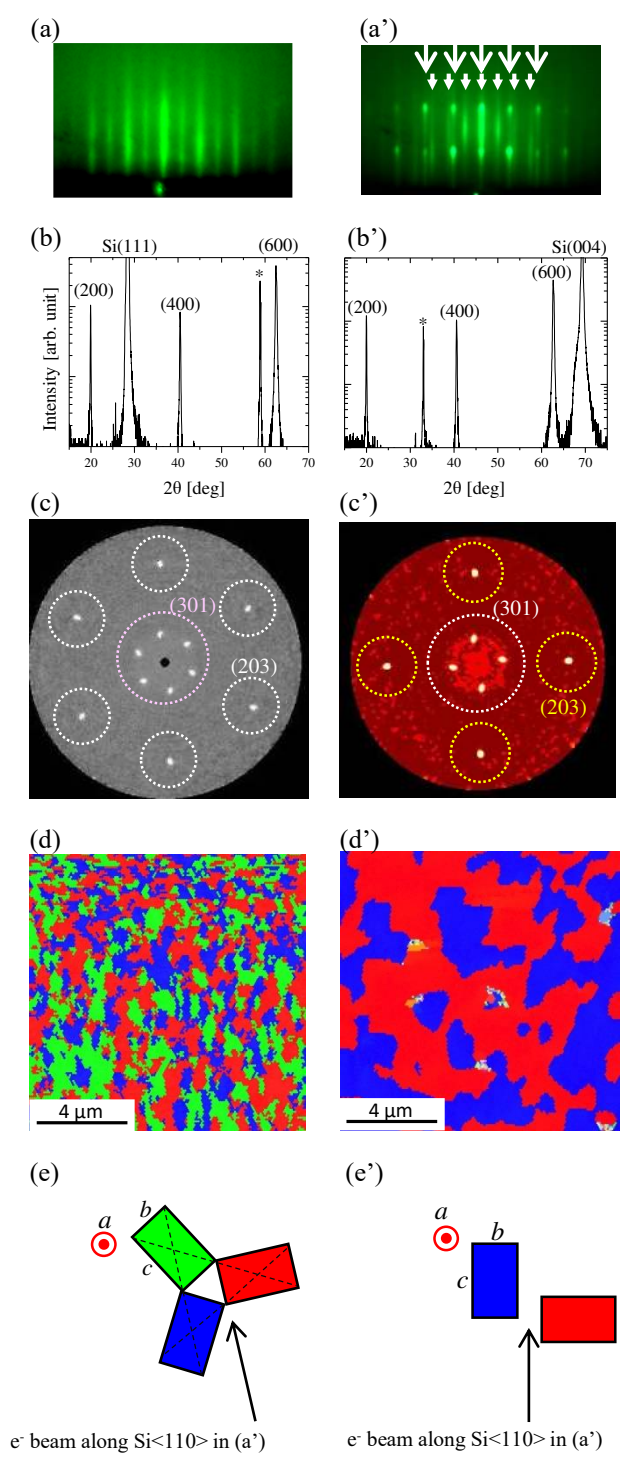 (a)
(a')
(b)
Si(111)
(200)
(400)
*
(600)
Intensity [arb. unit]
20 30 40 50 60 70
2θ [deg]
(b')
Si(004)
(200)
*
(400)
(600)
20 30 40 50 60 70
2θ [deg]
(c)
(301)
(203)
(c')
(301)
(203)
(d)
4 μm
(d')
4 μm
(e)
a
b
c
e- beam along Si<110> in (a')
(e')
a
b
c
e- beam along Si<110> in (a')